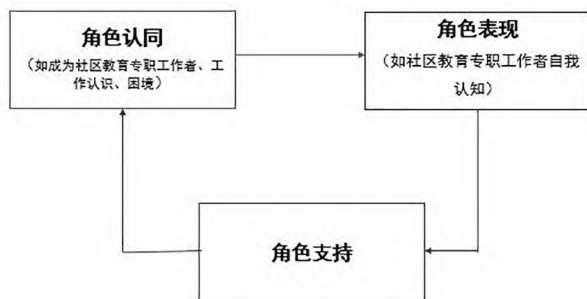 角色认同
（如成为社区教育专职工作者、工
作认识、困境）
角色表现
（如社区教育专职工作者自我
认知）
角色支持